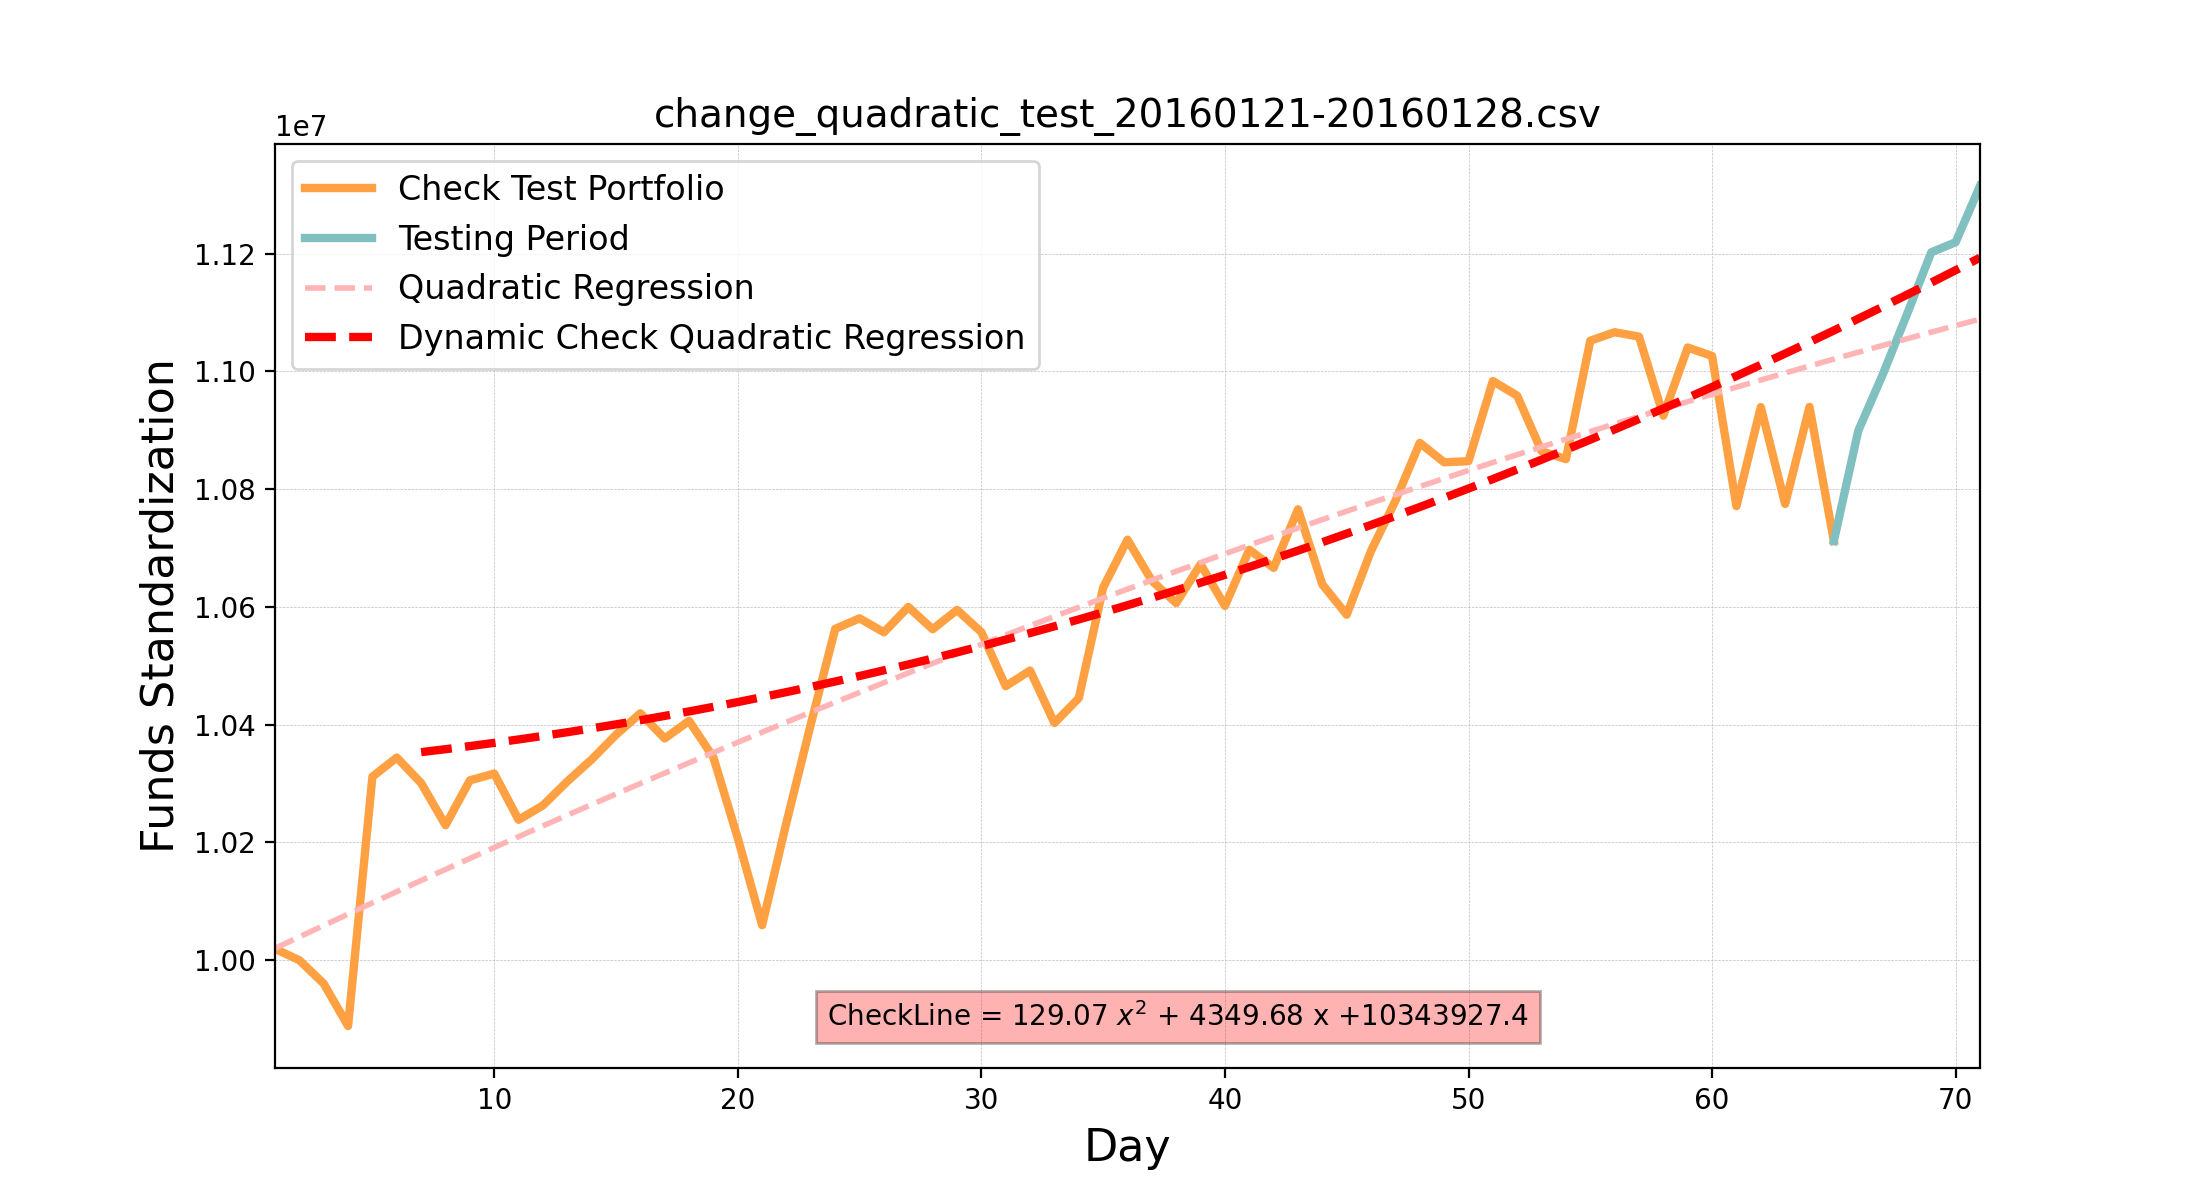 change_quadratic_test_20160121-20160128.csv
1e7
Check Test Portfolio
Testing Period
Quadratic Regression
Dynamic Check Quadratic Regression
1.12
1.10
1.08
1.06
1.04
1.02
1.00
Funds Standardization
CheckLine = 129.07 x² + 4349.68 x +10343927.4
10 20 30 40 50 60 70
Day